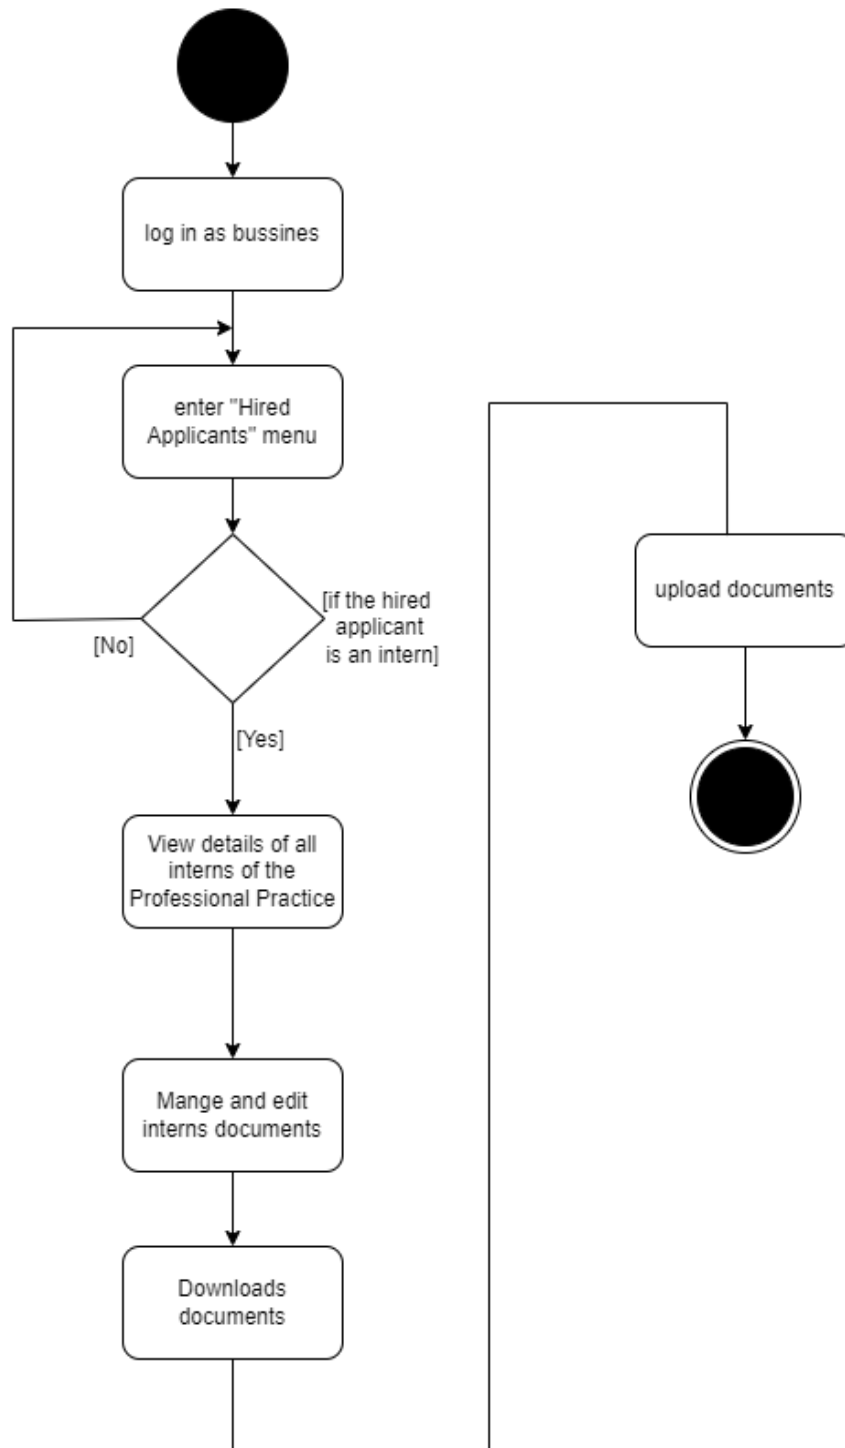 log in as bussines
enter "Hired
Applicants" menu
[if the hired
applicant
is an intern]
[No]
[Yes]
View details of all
interns of the
Professional Practice
Mange and edit
interns documents
Downloads
documents
upload documents